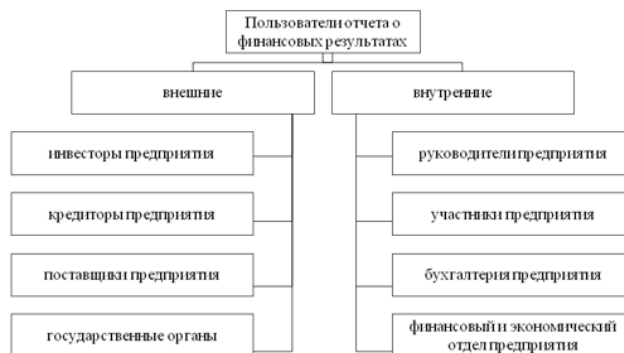 Пользователи отчета о
финансовых результатах
внешние
внутренние
инвесторы предприятия
руководители предприятия
кредиторы предприятия
участники предприятия
поставщики предприятия
бухгалтерия предприятия
государственные органы
финансовый и экономический
отдел предприятия